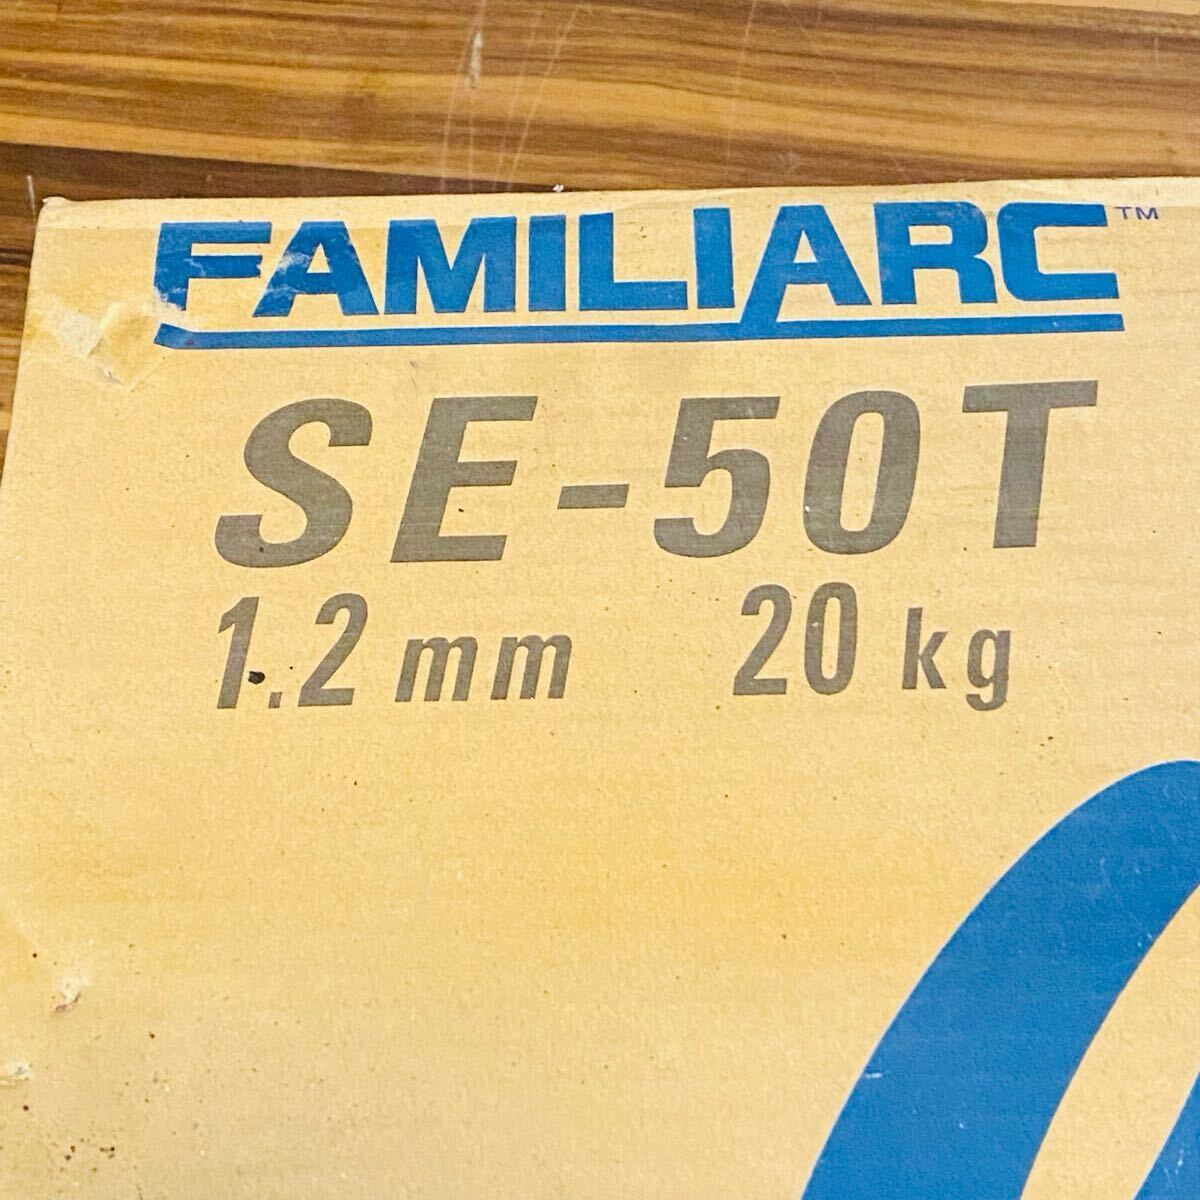 FAMILIARC™
SE-50T
1.2 mm 20 kg